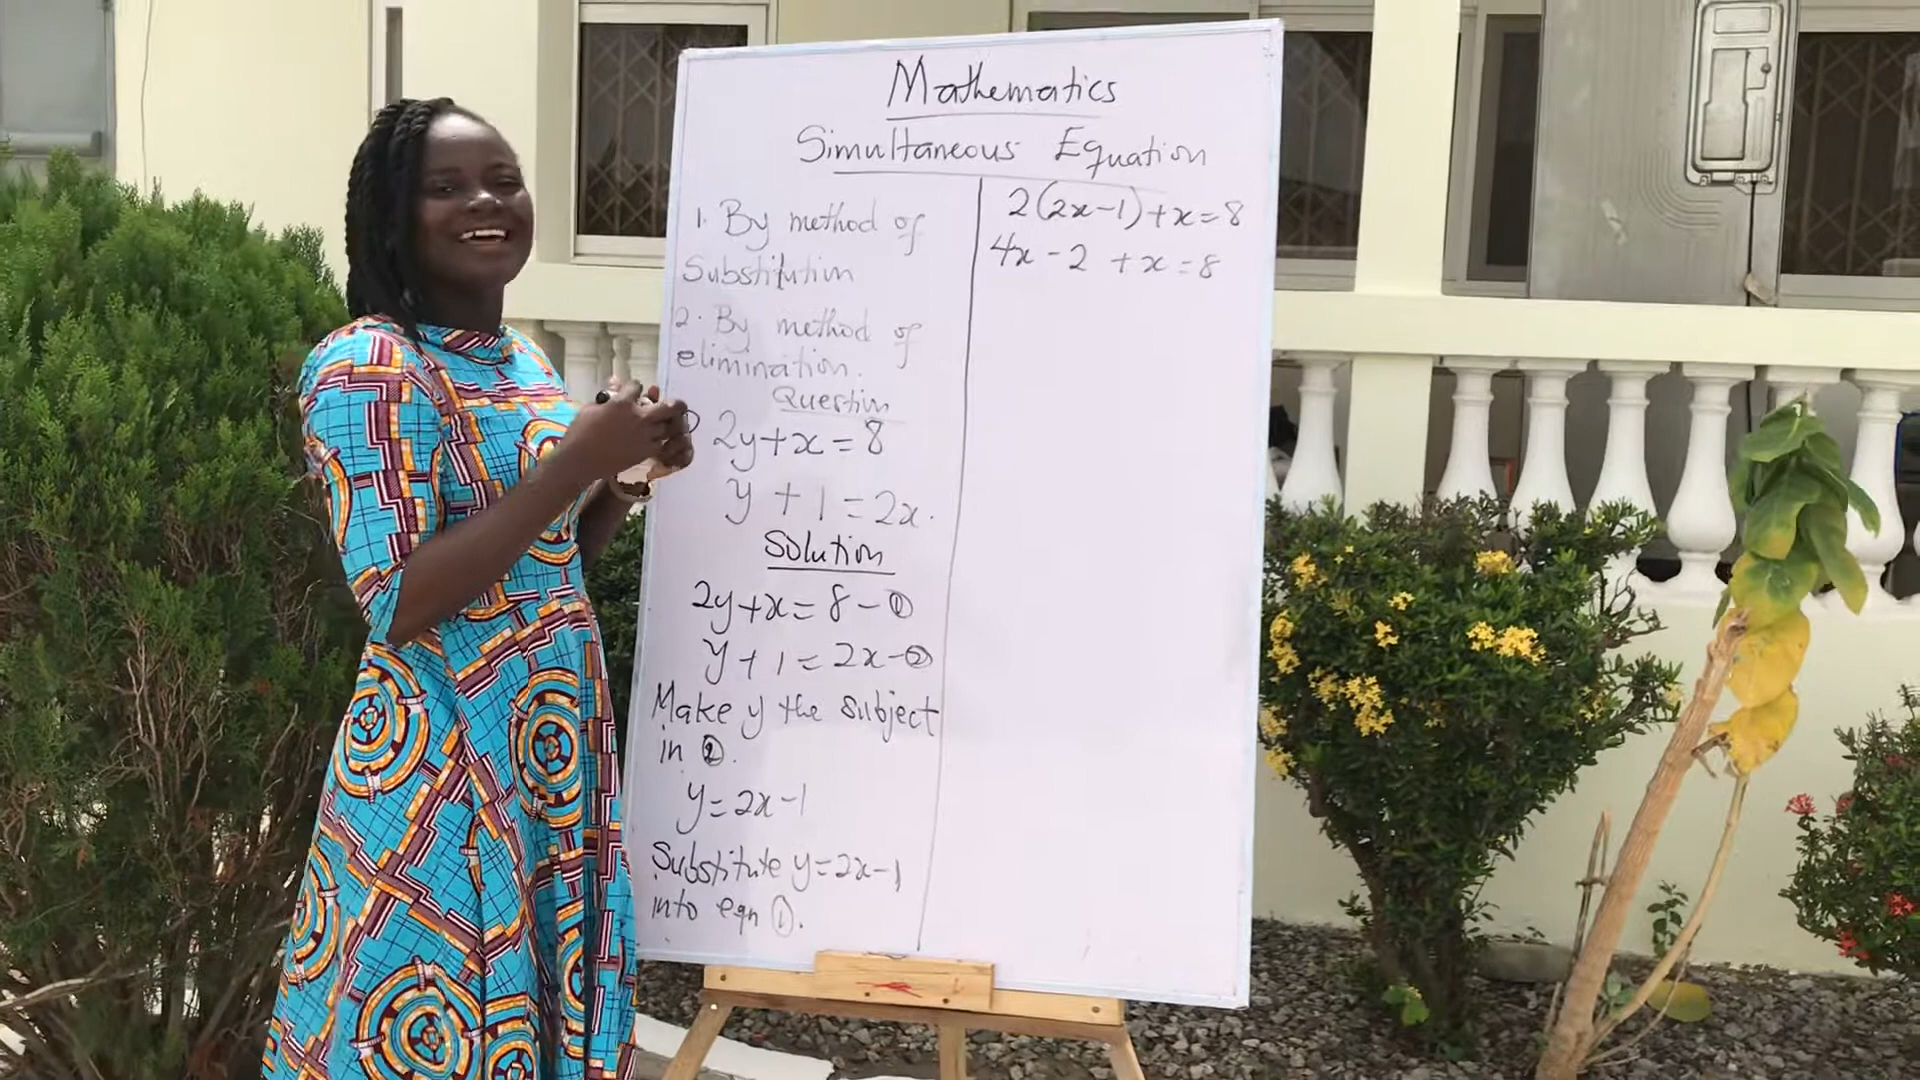 Mathematics
Simultaneous Equation
1. By method of
Substitution
2. By method of
elimination.
Question
2y+x=8
y+1=2x.
Solution
2y+x=8-①
y+1=2x-②
Make y the subject
in ②.
y=2x-1
Substitute y=2x-1
into eqn ①.
2(2x-1)+x=8
4x-2+x=8